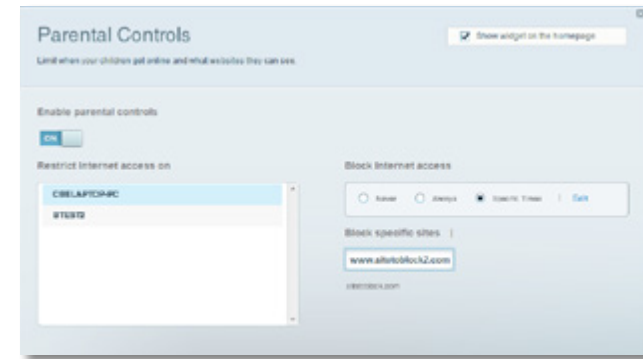 Parental Controls
Show widget on the homepage
Limit when your children get online and what websites they can see.
Enable parental controls
ON
Restrict Internet access on
Block Internet access
Never Always Specific Times | Edit
Block specific sites |
www.sitetoblock2.com
sitetoblock.com